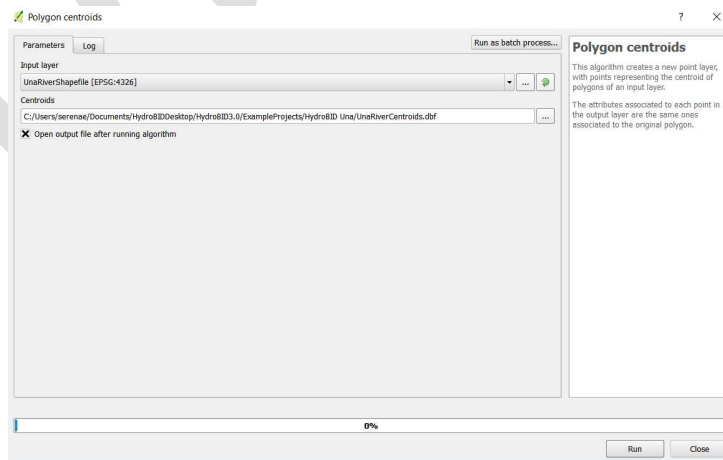 Polygon centroids
?
Parameters
Log
Run as batch process...
Input layer
UnaRiverShapefile [EPSG:4326]
...
Centroids
C:/Users/serenae/Documents/HydroBIDDesktop/HydroBID3.0/ExampleProjects/HydroBID Una/UnaRiverCentroids.dbf
...
Open output file after running algorithm
Polygon centroids
This algorithm creates a new point layer,
with points representing the centroid of
polygons of an input layer.
The attributes associated to each point in
the output layer are the same ones
associated to the original polygon.
0%
Run
Close